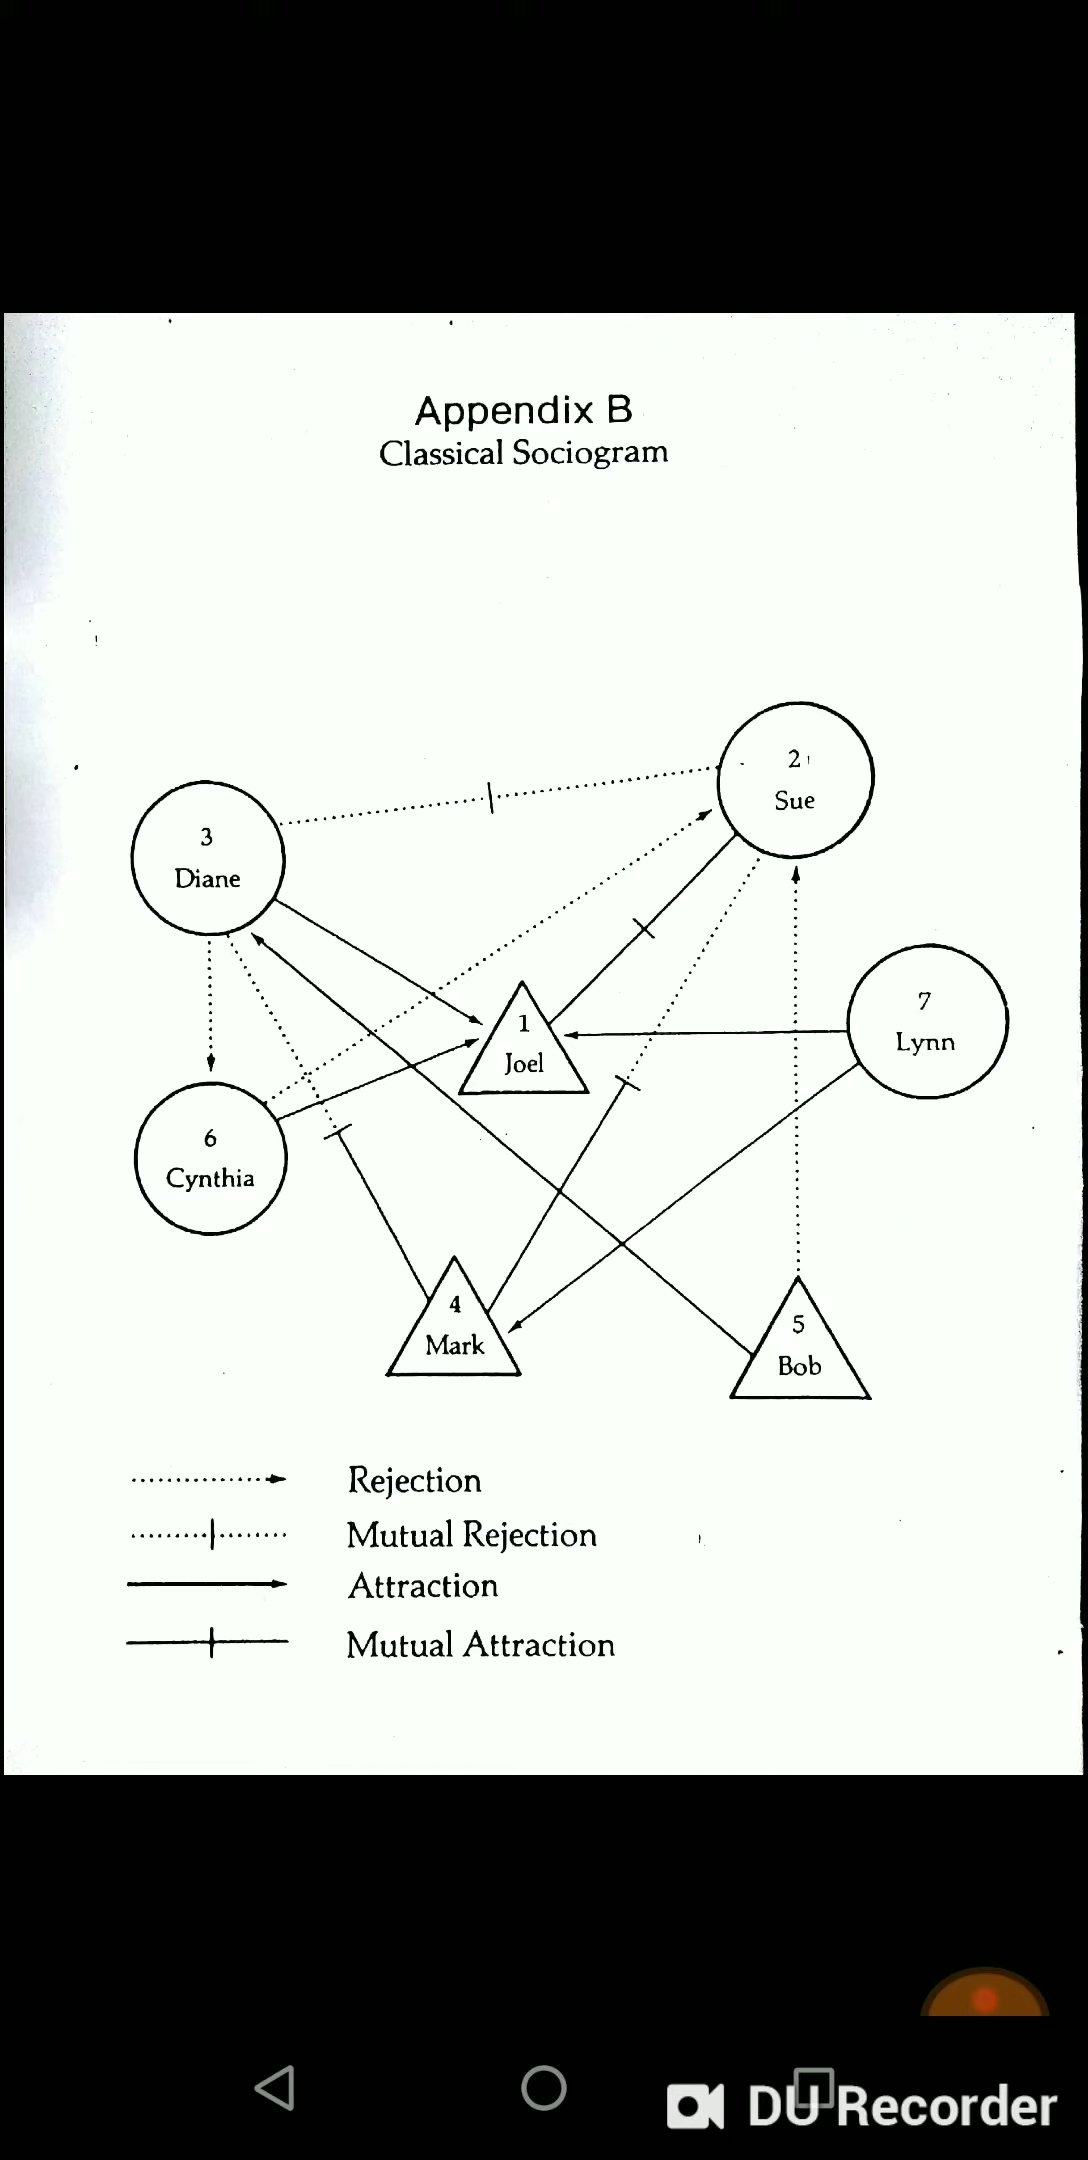 Appendix B
Classical Sociogram
2
Sue
3
Diane
1
Joel
7
Lynn
6
Cynthia
4
Mark
5
Bob
Rejection
Mutual Rejection
Attraction
Mutual Attraction
DU Recorder